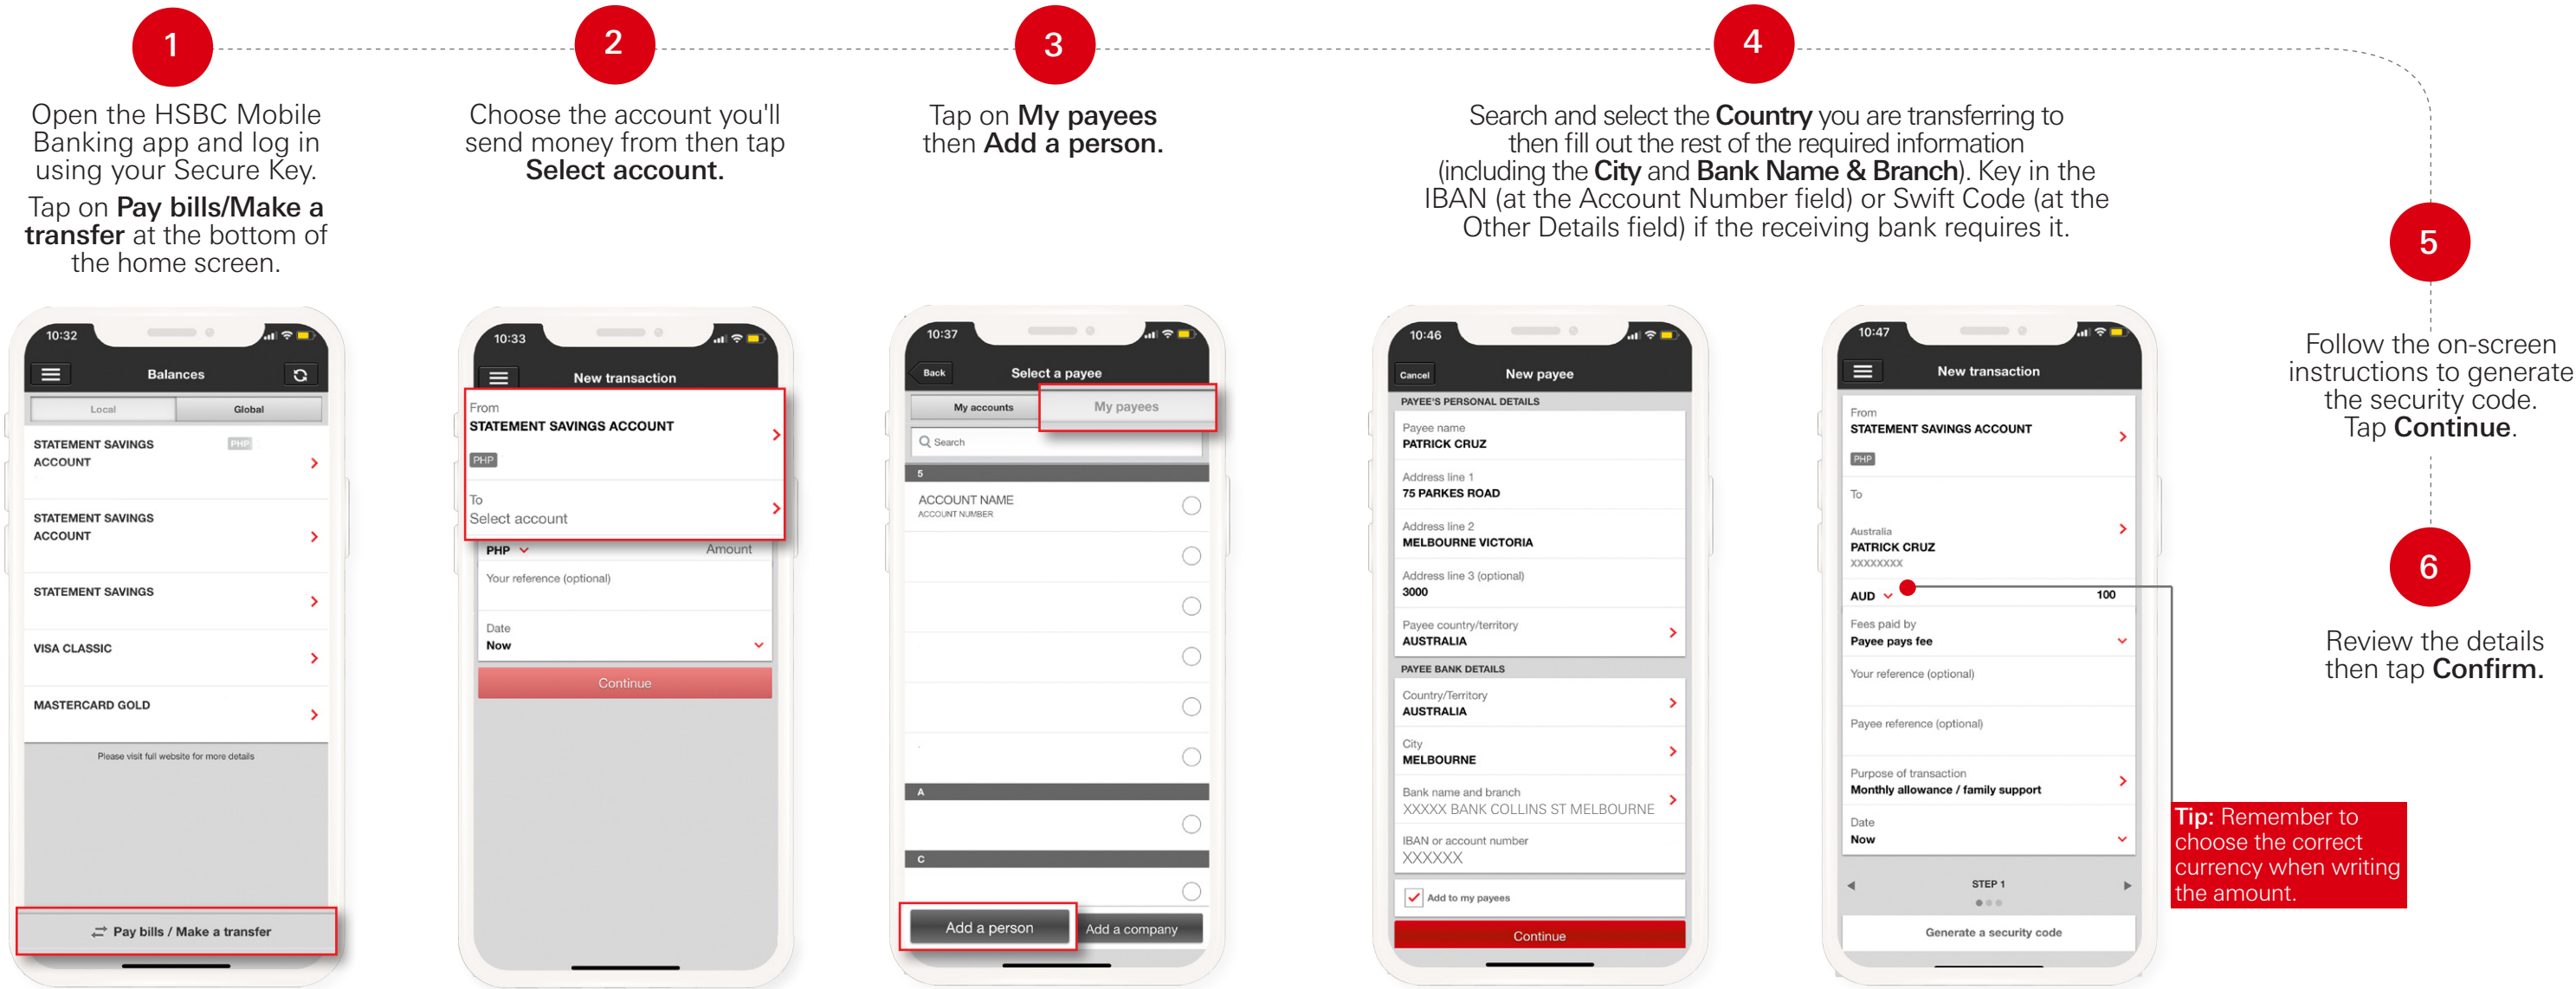 1
Open the HSBC Mobile
Banking app and log in
using your Secure Key.
Tap on Pay bills/Make a
transfer at the bottom of
the home screen.
10:32
Balances
Local
Global
STATEMENT SAVINGS
ACCOUNT
PHP
STATEMENT SAVINGS
ACCOUNT
STATEMENT SAVINGS
VISA CLASSIC
MASTERCARD GOLD
Please visit full website for more details
Pay bills / Make a transfer
2
Choose the account you'll
send money from then tap
Select account.
10:33
New transaction
From
STATEMENT SAVINGS ACCOUNT
PHP
To
Select account
PHP
Amount
Your reference (optional)
Date
Now
Continue
3
Tap on My payees
then Add a person.
10:37
Back
Select a payee
My accounts
My payees
Search
5
ACCOUNT NAME
ACCOUNT NUMBER
A
C
Add a person
Add a company
4
Search and select the Country you are transferring to
then fill out the rest of the required information
(including the City and Bank Name & Branch). Key in the
IBAN (at the Account Number field) or Swift Code (at the
Other Details field) if the receiving bank requires it.
10:46
Cancel
New payee
PAYEE'S PERSONAL DETAILS
Payee name
PATRICK CRUZ
Address line 1
75 PARKES ROAD
Address line 2
MELBOURNE VICTORIA
Address line 3 (optional)
3000
Payee country/territory
AUSTRALIA
PAYEE BANK DETAILS
Country/Territory
AUSTRALIA
City
MELBOURNE
Bank name and branch
XXXXX BANK COLLINS ST MELBOURNE
IBAN or account number
XXXXXX
Add to my payees
Continue
10:47
New transaction
From
STATEMENT SAVINGS ACCOUNT
PHP
To
Australia
PATRICK CRUZ
XXXXXXXX
AUD
100
Fees paid by
Payee pays fee
Your reference (optional)
Payee reference (optional)
Purpose of transaction
Monthly allowance / family support
Date
Now
STEP 1
Generate a security code
Tip: Remember to
choose the correct
currency when writing
the amount.
5
Follow the on-screen
instructions to generate
the security code.
Tap Continue.
6
Review the details
then tap Confirm.